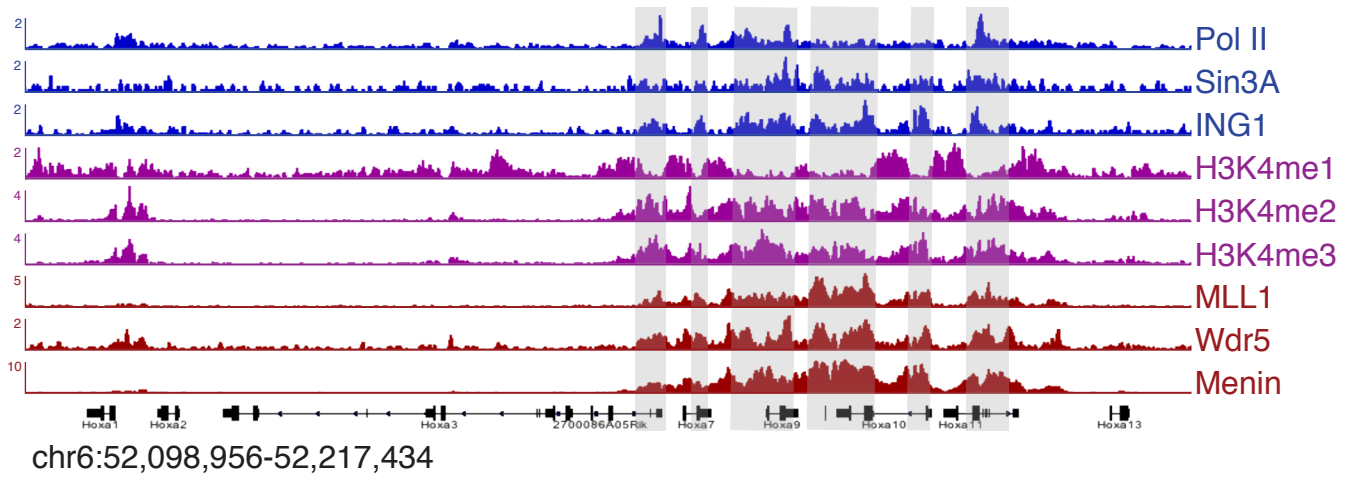 2 Pol II
2 Sin3A
2 ING1
2 H3K4me1
4 H3K4me2
4 H3K4me3
5 MLL1
2 Wdr5
10 Menin
Hoxa1 Hoxa2 Hoxa3 2700086A05Rik Hoxa7 Hoxa9 Hoxa10 Hoxa11 Hoxa13
chr6:52,098,956-52,217,434